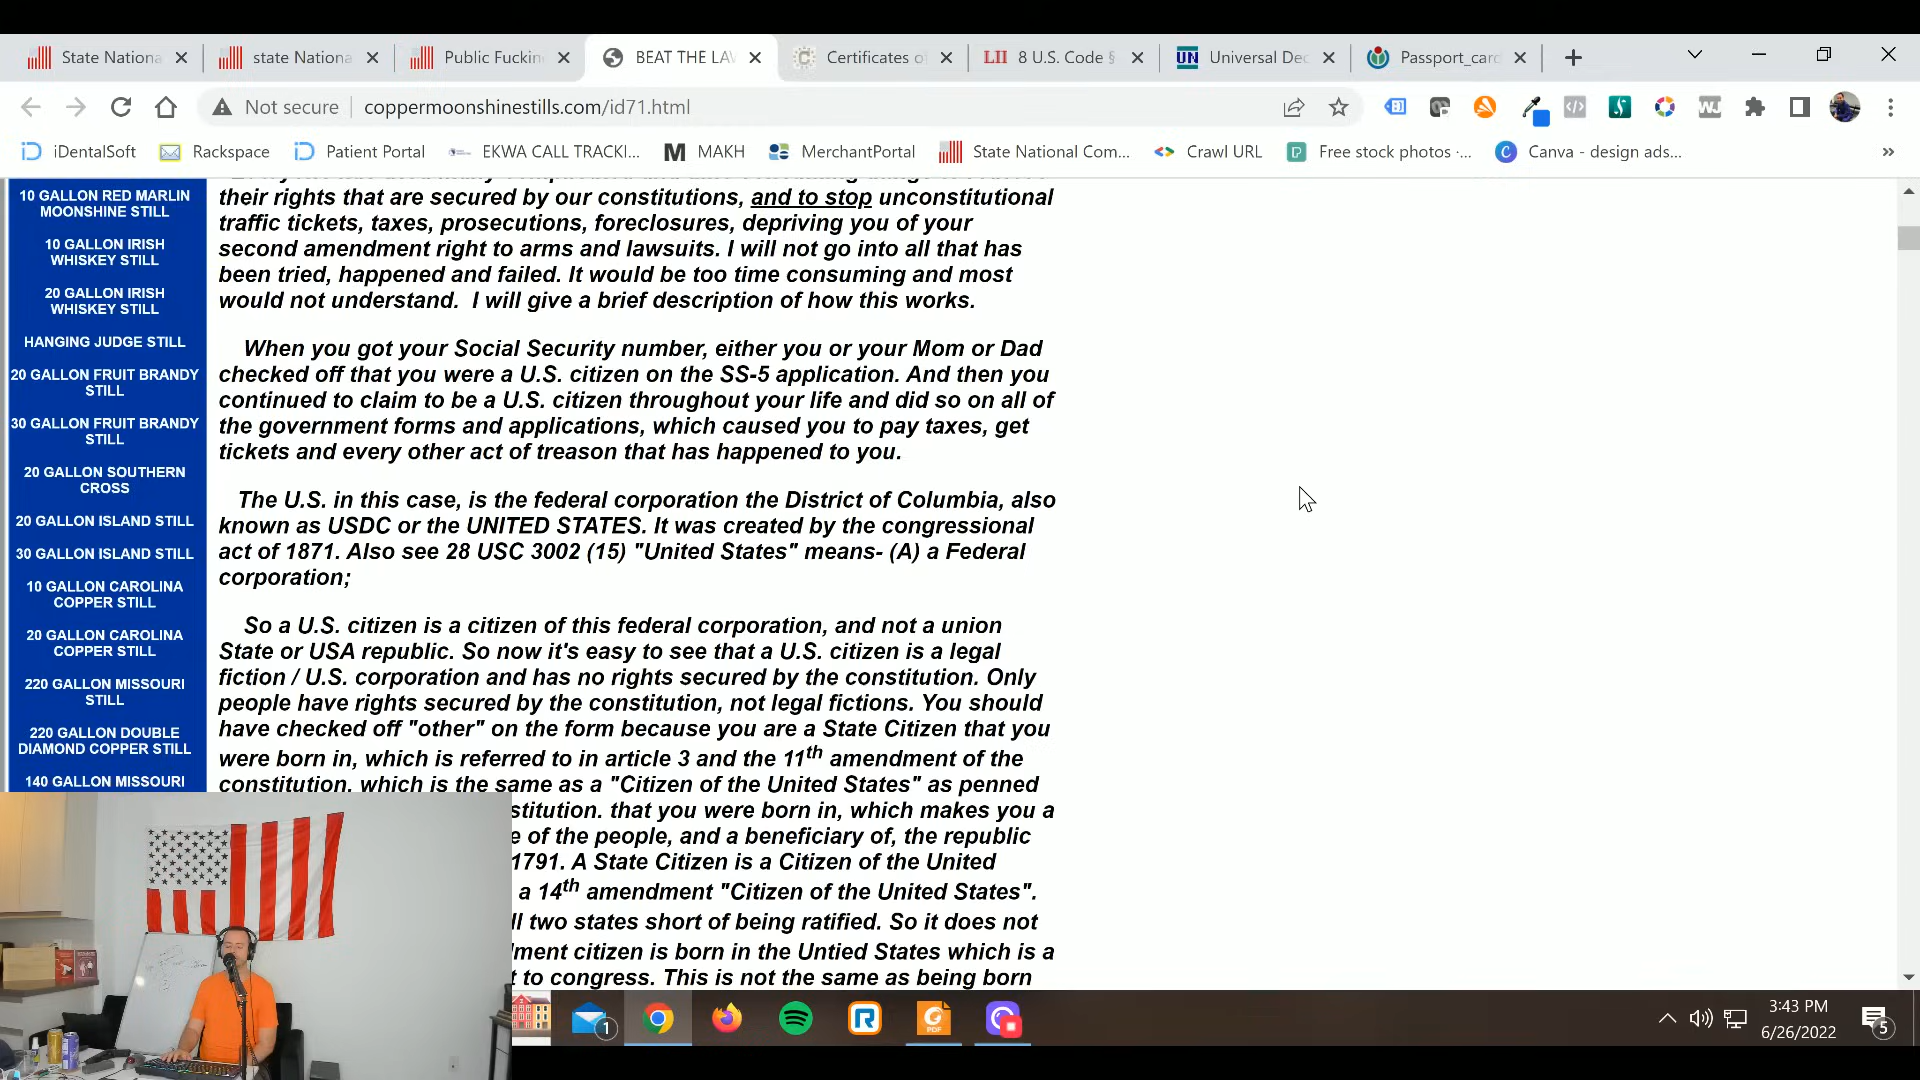 State Nationa
state Nationa
Public Fuckin
BEAT THE LAW
Certificates o
LII 8 U.S. Code §
UN Universal Dec
Passport_card
Not secure
coppermoonshinestills.com/id71.html
iDentalSoft
Rackspace
Patient Portal
EKWA CALL TRACKI...
MAKH
MerchantPortal
State National Com...
Crawl URL
Free stock photos ·...
Canva - design ads...
»
10 GALLON RED MARLIN
MOONSHINE STILL
10 GALLON IRISH
WHISKEY STILL
20 GALLON IRISH
WHISKEY STILL
HANGING JUDGE STILL
20 GALLON FRUIT BRANDY
STILL
30 GALLON FRUIT BRANDY
STILL
20 GALLON SOUTHERN
CROSS
20 GALLON ISLAND STILL
30 GALLON ISLAND STILL
10 GALLON CAROLINA
COPPER STILL
20 GALLON CAROLINA
COPPER STILL
220 GALLON MISSOURI
STILL
220 GALLON DOUBLE
DIAMOND COPPER STILL
140 GALLON MISSOURI
their rights that are secured by our constitutions, and to stop unconstitutional
traffic tickets, taxes, prosecutions, foreclosures, depriving you of your
second amendment right to arms and lawsuits. I will not go into all that has
been tried, happened and failed. It would be too time consuming and most
would not understand. I will give a brief description of how this works.
When you got your Social Security number, either you or your Mom or Dad
checked off that you were a U.S. citizen on the SS-5 application. And then you
continued to claim to be a U.S. citizen throughout your life and did so on all of
the government forms and applications, which caused you to pay taxes, get
tickets and every other act of treason that has happened to you.
The U.S. in this case, is the federal corporation the District of Columbia, also
known as USDC or the UNITED STATES. It was created by the congressional
act of 1871. Also see 28 USC 3002 (15) "United States" means- (A) a Federal
corporation;
So a U.S. citizen is a citizen of this federal corporation, and not a union
State or USA republic. So now it's easy to see that a U.S. citizen is a legal
fiction / U.S. corporation and has no rights secured by the constitution. Only
people have rights secured by the constitution, not legal fictions. You should
have checked off "other" on the form because you are a State Citizen that you
were born in, which is referred to in article 3 and the 11th amendment of the
constitution, which is the same as a "Citizen of the United States" as penned
stitution. that you were born in, which makes you a
e of the people, and a beneficiary of, the republic
1791. A State Citizen is a Citizen of the United
a 14th amendment "Citizen of the United States".
ll two states short of being ratified. So it does not
dment citizen is born in the Untied States which is a
t to congress. This is not the same as being born
1
PDF
3:43 PM
6/26/2022
5